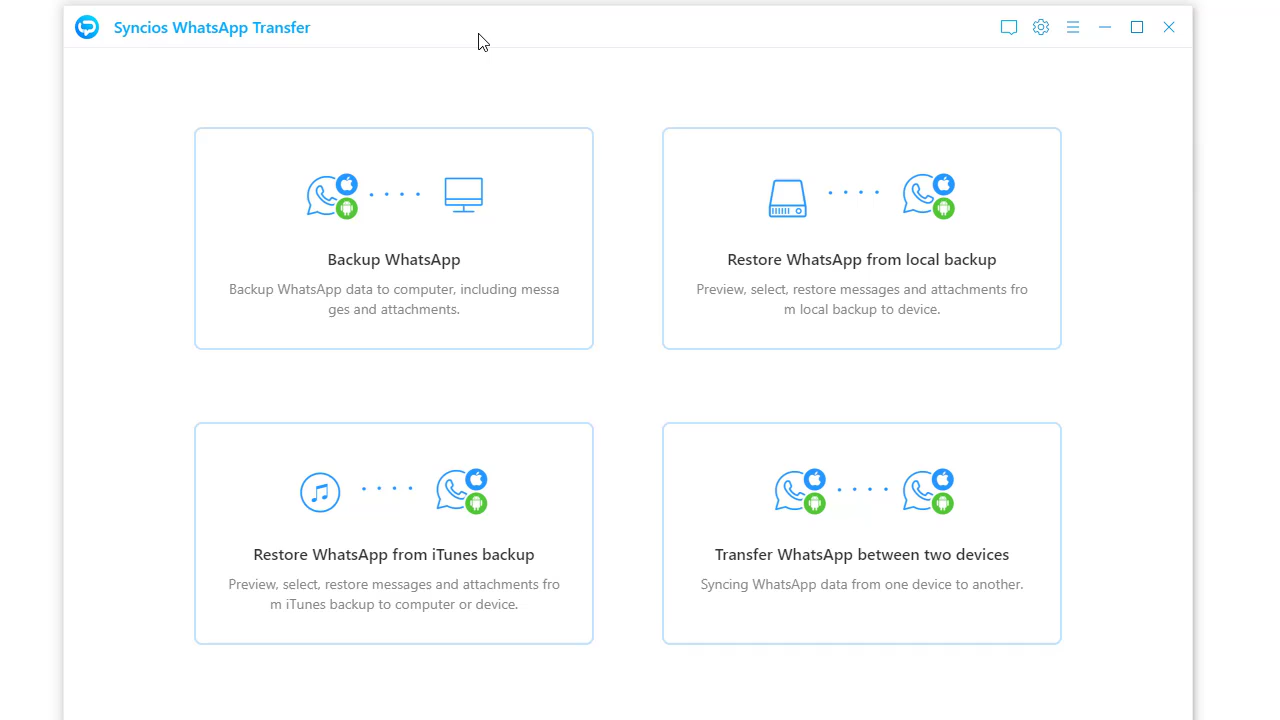 Syncios WhatsApp Transfer
Backup WhatsApp
Backup WhatsApp data to computer, including messa
ges and attachments.
Restore WhatsApp from local backup
Preview, select, restore messages and attachments fro
m local backup to device.
Restore WhatsApp from iTunes backup
Preview, select, restore messages and attachments fro
m iTunes backup to computer or device.
Transfer WhatsApp between two devices
Syncing WhatsApp data from one device to another.